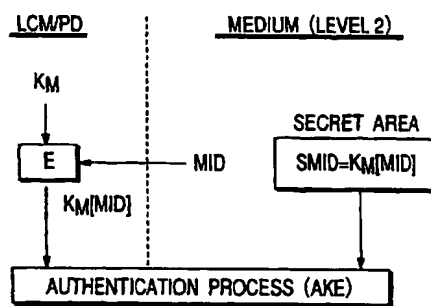 LCM/PD
MEDIUM (LEVEL 2)
KM
SECRET AREA
E
MID
SMID=KM[MID]
KM[MID]
AUTHENTICATION PROCESS (AKE)